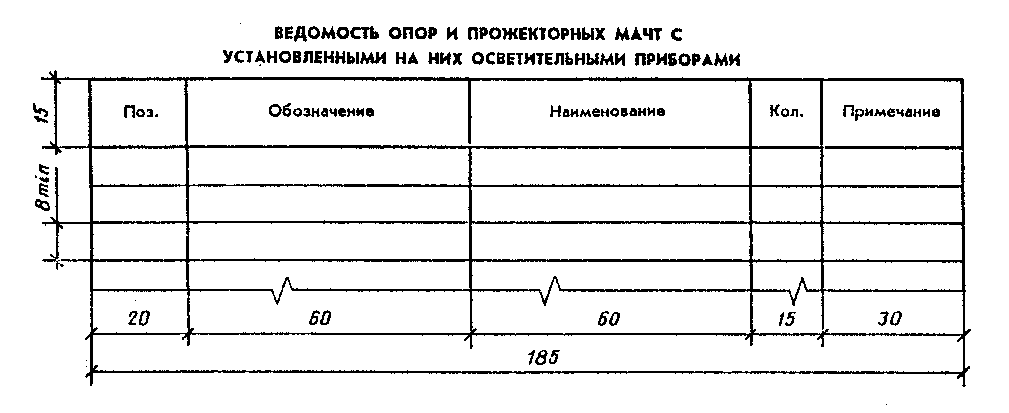 ВЕДОМОСТЬ ОПОР И ПРОЖЕКТОРНЫХ МАЧТ С
УСТАНОВЛЕННЫМИ НА НИХ ОСВЕТИТЕЛЬНЫМИ ПРИБОРАМИ
15
Поз. Обозначение Наименование Кол. Примечание
8 min
20 60 60 15 30
185